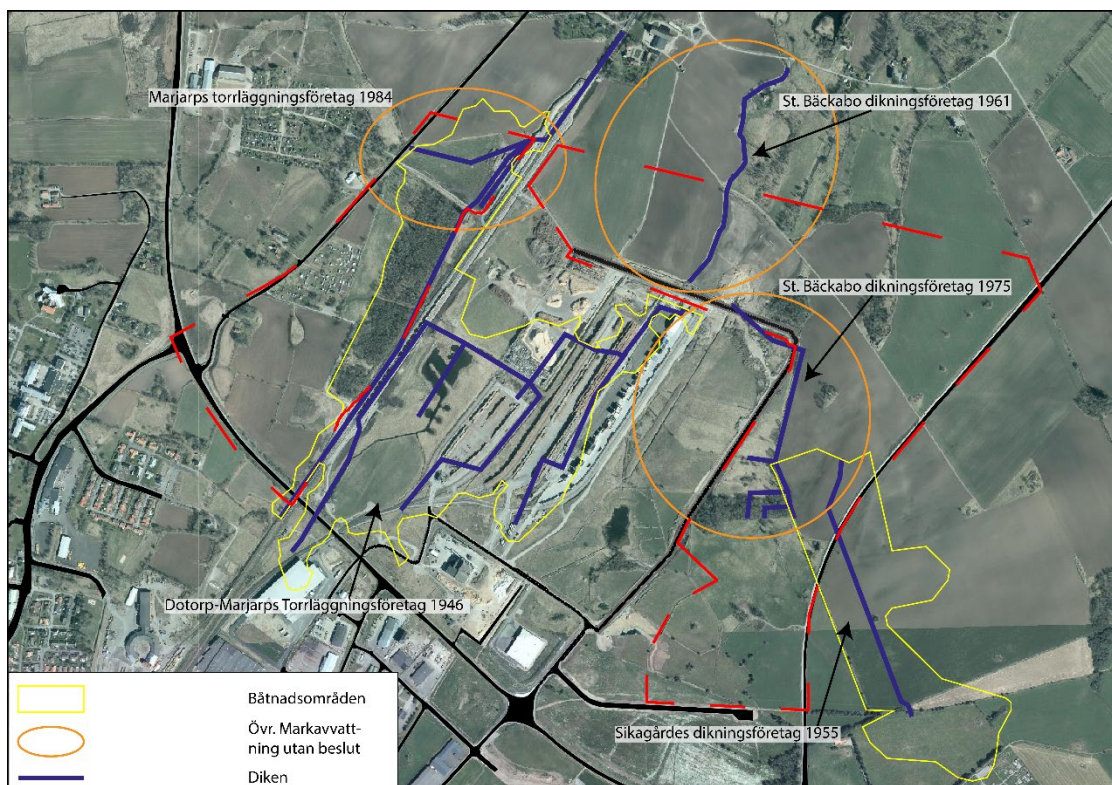 Marjarps torrläggningsföretag 1984
St. Bäckabo dikningsföretag 1961
St. Bäckabo dikningsföretag 1975
Dotorp-Marjarps Torrläggningsföretag 1946
Sikagårdes dikningsföretag 1955
Båtnadsområden
Övr. Markavvatt-
ning utan beslut
Diken